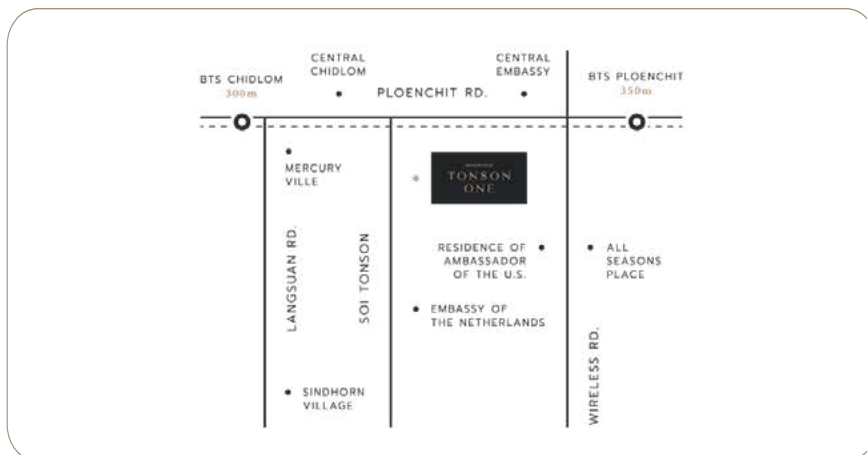 CENTRAL
CHIDLOM
CENTRAL
EMBASSY
BTS CHIDLOM
300m
PLOENCHIT RD.
BTS PLOENCHIT
350m
MERCURY
VILLE
TONSON
ONE
LANGSUAN RD.
SOI TONSON
RESIDENCE OF
AMBASSADOR
OF THE U.S.
ALL
SEASONS
PLACE
EMBASSY OF
THE NETHERLANDS
WIRELESS RD.
SINDHORN
VILLAGE